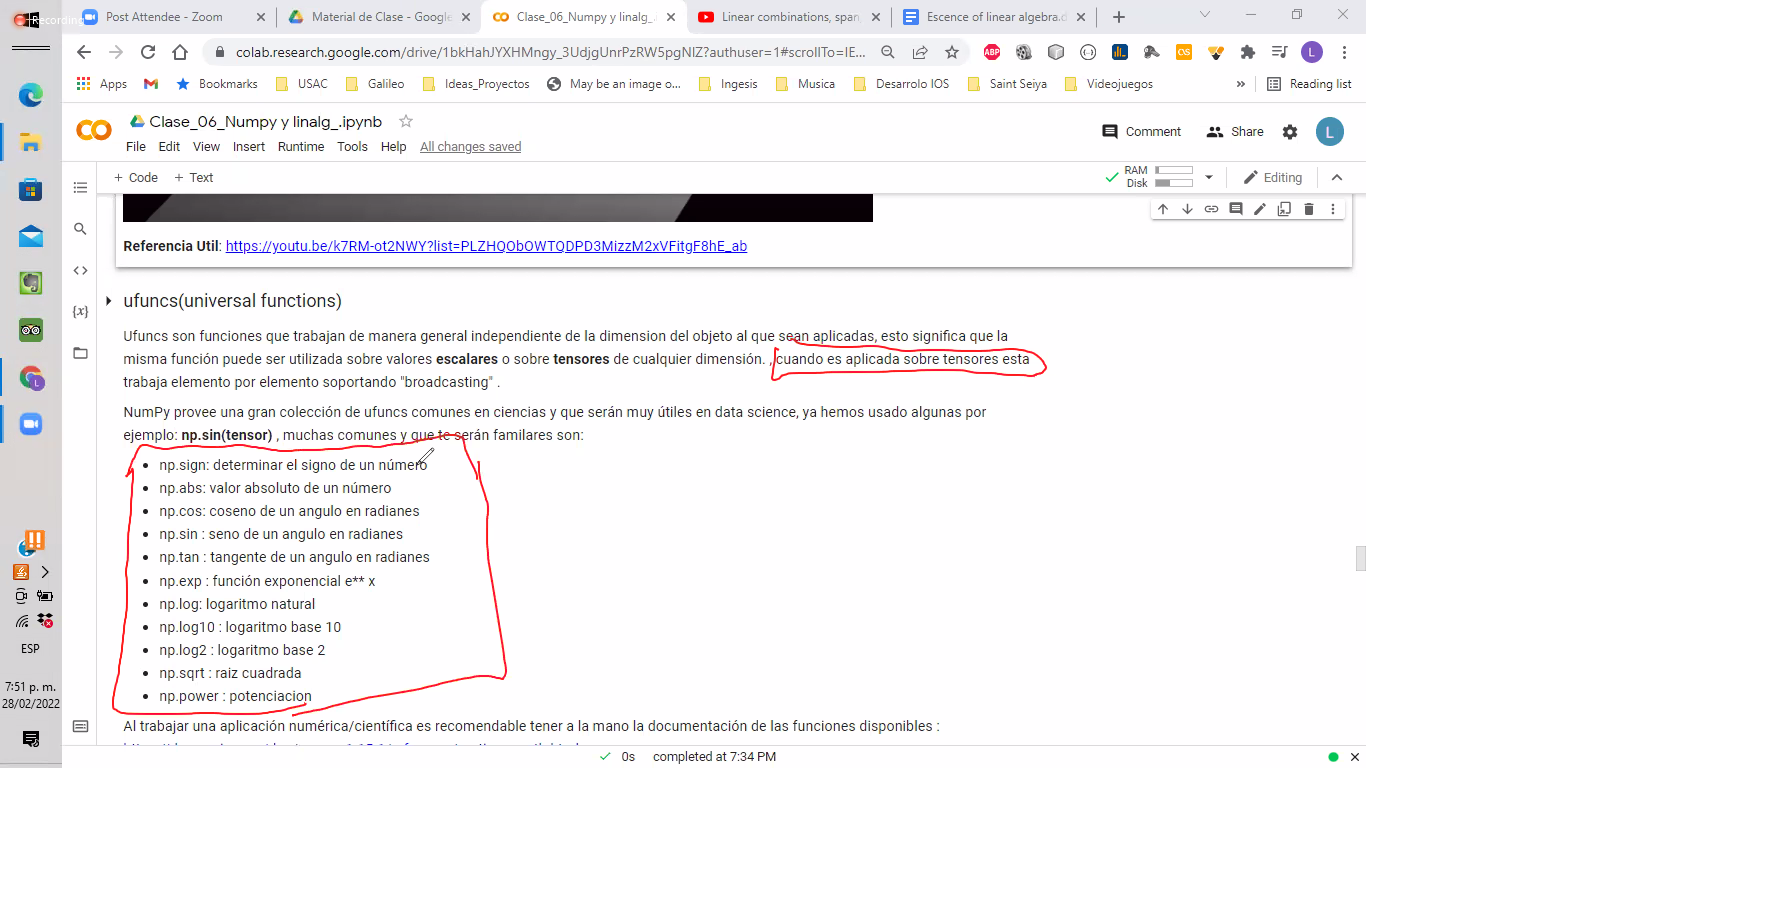 Recording
Post Attendee - Zoom
Material de Clase - Google
Clase_06_Numpy y linalg_.
Linear combinations, span
Escence of linear algebra.d
colab.research.google.com/drive/1bkHahJYXHMngy_3UdjgUnrPzRW5pgNlZ?authuser=1#scrollTo=IE...
ABP
L
Apps
Bookmarks
USAC
Galileo
Ideas_Proyectos
May be an image o...
Ingesis
Musica
Desarrolo IOS
Saint Seiya
Videojuegos
»
Reading list
CO
Clase_06_Numpy y linalg_.ipynb
Comment
Share
L
File Edit View Insert Runtime Tools Help All changes saved
+ Code + Text
RAM
Disk
Editing
Referencia Util: https://youtu.be/k7RM-ot2NWY?list=PLZHQObOWTQDPD3MizzM2xVFitgF8hE_ab
ufuncs(universal functions)
Ufuncs son funciones que trabajan de manera general independiente de la dimension del objeto al que sean aplicadas, esto significa que la
misma función puede ser utilizada sobre valores escalares o sobre tensores de cualquier dimensión. , cuando es aplicada sobre tensores esta
trabaja elemento por elemento soportando "broadcasting" .
NumPy provee una gran colección de ufuncs comunes en ciencias y que serán muy útiles en data science, ya hemos usado algunas por
ejemplo: np.sin(tensor) , muchas comunes y que te serán familares son:
• np.sign: determinar el signo de un número
• np.abs: valor absoluto de un número
• np.cos: coseno de un angulo en radianes
• np.sin : seno de un angulo en radianes
• np.tan : tangente de un angulo en radianes
• np.exp : función exponencial e** x
• np.log: logaritmo natural
• np.log10 : logaritmo base 10
• np.log2 : logaritmo base 2
• np.sqrt : raiz cuadrada
• np.power : potenciacion
Al trabajar una aplicación numérica/científica es recomendable tener a la mano la documentación de las funciones disponibles :
0s completed at 7:34 PM
ESP
7:51 p. m.
28/02/2022